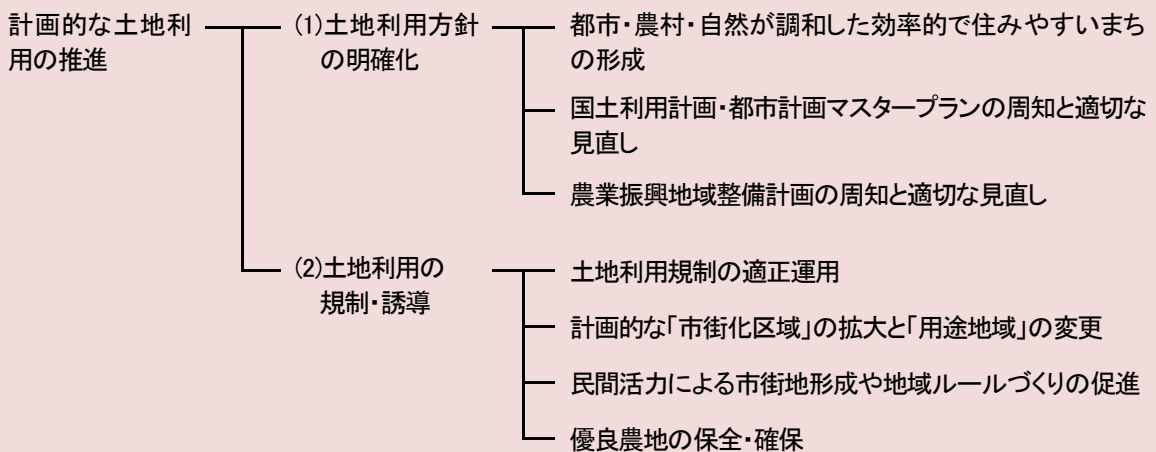 計画的な土地利
用の推進
(1)土地利用方針
の明確化
都市・農村・自然が調和した効率的で住みやすいまち
の形成
国土利用計画・都市計画マスタープランの周知と適切な
見直し
農業振興地域整備計画の周知と適切な見直し
(2)土地利用の
規制・誘導
土地利用規制の適正運用
計画的な「市街化区域」の拡大と「用途地域」の変更
民間活力による市街地形成や地域ルールづくりの促進
優良農地の保全・確保